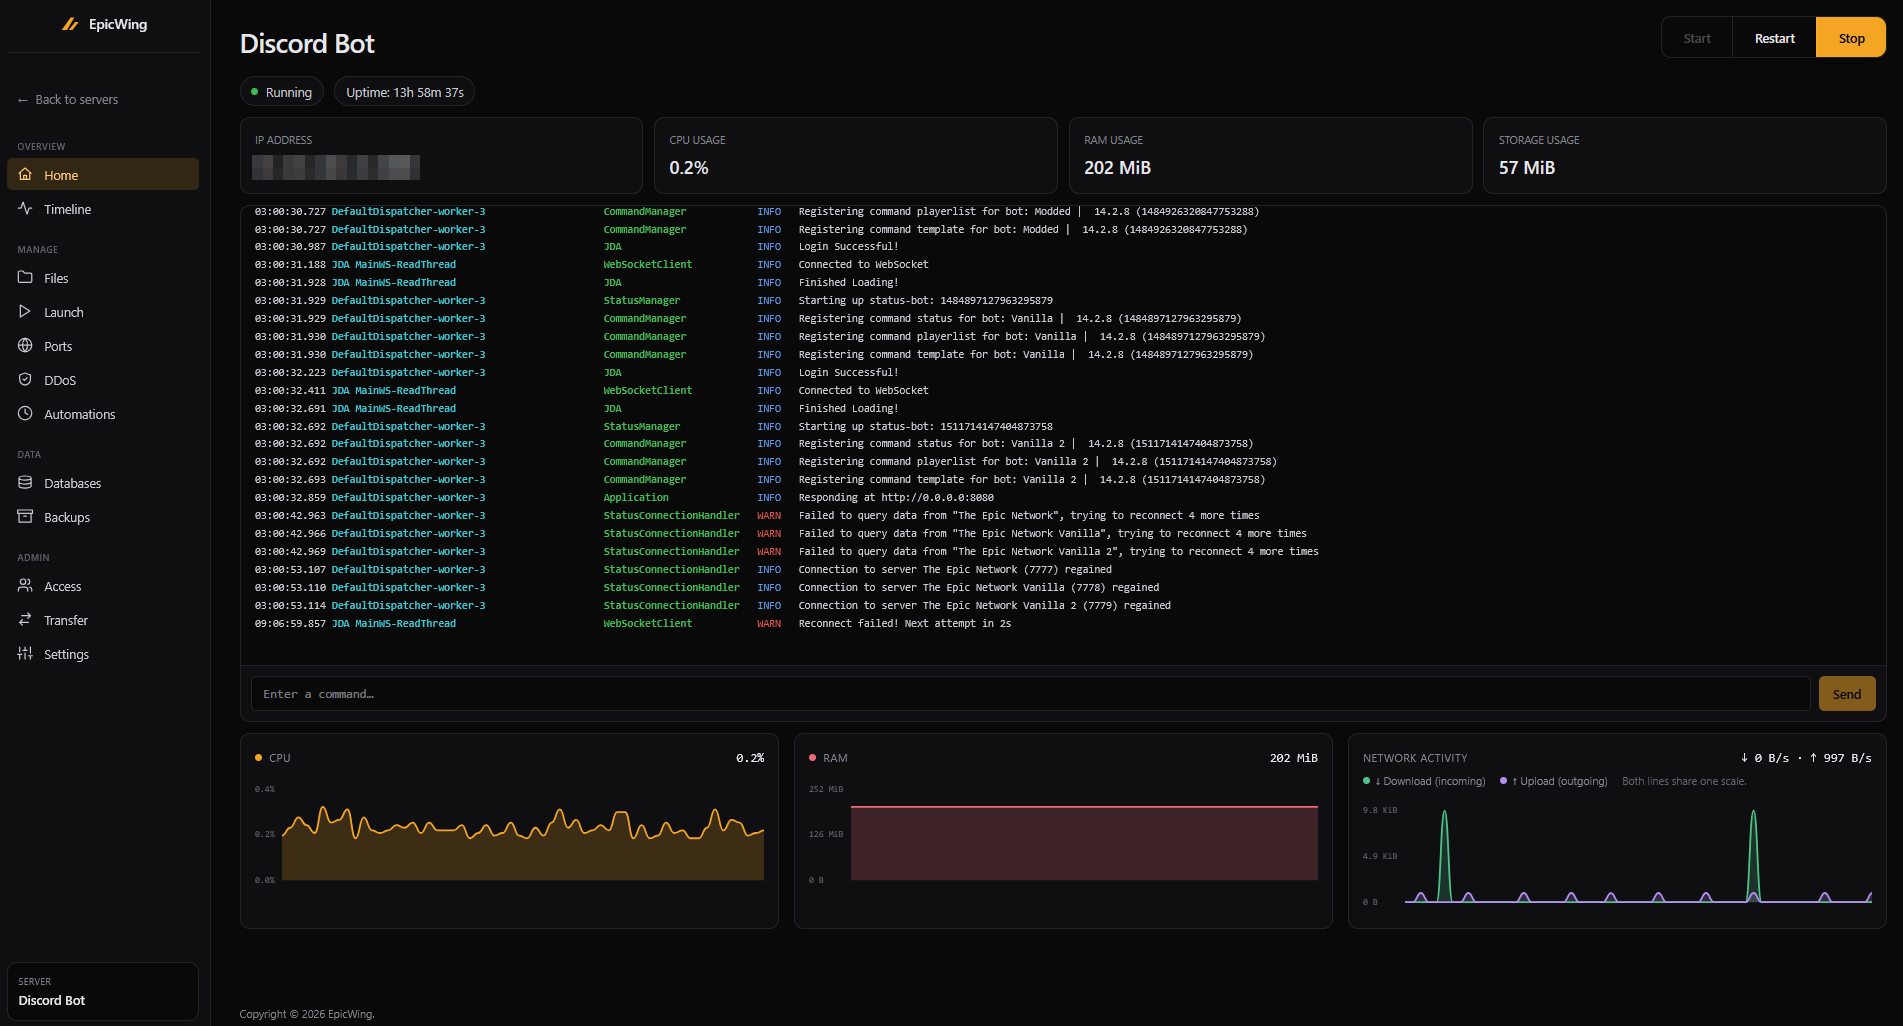 EpicWing
← Back to servers
OVERVIEW
Home
Timeline
MANAGE
Files
Launch
Ports
DDoS
Automations
DATA
Databases
Backups
ADMIN
Access
Transfer
Settings
SERVER
Discord Bot
Discord Bot
Start Restart Stop
Running Uptime: 13h 58m 37s
IP ADDRESS
CPU USAGE
0.2%
RAM USAGE
202 MiB
STORAGE USAGE
57 MiB
03:00:30.727 DefaultDispatcher-worker-3 CommandManager INFO Registering command playerlist for bot: Modded | 14.2.8 (1484926320847753288)
03:00:30.727 DefaultDispatcher-worker-3 CommandManager INFO Registering command template for bot: Modded | 14.2.8 (1484926320847753288)
03:00:30.987 DefaultDispatcher-worker-3 JDA INFO Login Successful!
03:00:31.188 JDA MainWS-ReadThread WebSocketClient INFO Connected to WebSocket
03:00:31.928 JDA MainWS-ReadThread JDA INFO Finished Loading!
03:00:31.929 DefaultDispatcher-worker-3 StatusManager INFO Starting up status-bot: 1484897127963295879
03:00:31.929 DefaultDispatcher-worker-3 CommandManager INFO Registering command status for bot: Vanilla | 14.2.8 (1484897127963295879)
03:00:31.930 DefaultDispatcher-worker-3 CommandManager INFO Registering command playerlist for bot: Vanilla | 14.2.8 (1484897127963295879)
03:00:31.930 DefaultDispatcher-worker-3 CommandManager INFO Registering command template for bot: Vanilla | 14.2.8 (1484897127963295879)
03:00:32.223 DefaultDispatcher-worker-3 JDA INFO Login Successful!
03:00:32.411 JDA MainWS-ReadThread WebSocketClient INFO Connected to WebSocket
03:00:32.691 JDA MainWS-ReadThread JDA INFO Finished Loading!
03:00:32.692 DefaultDispatcher-worker-3 StatusManager INFO Starting up status-bot: 1511714147404873758
03:00:32.692 DefaultDispatcher-worker-3 CommandManager INFO Registering command status for bot: Vanilla 2 | 14.2.8 (1511714147404873758)
03:00:32.692 DefaultDispatcher-worker-3 CommandManager INFO Registering command playerlist for bot: Vanilla 2 | 14.2.8 (1511714147404873758)
03:00:32.693 DefaultDispatcher-worker-3 CommandManager INFO Registering command template for bot: Vanilla 2 | 14.2.8 (1511714147404873758)
03:00:32.859 DefaultDispatcher-worker-3 Application INFO Responding at http://0.0.0.0:8080
03:00:42.963 DefaultDispatcher-worker-3 StatusConnectionHandler WARN Failed to query data from "The Epic Network", trying to reconnect 4 more times
03:00:42.966 DefaultDispatcher-worker-3 StatusConnectionHandler WARN Failed to query data from "The Epic Network Vanilla", trying to reconnect 4 more times
03:00:42.969 DefaultDispatcher-worker-3 StatusConnectionHandler WARN Failed to query data from "The Epic Network Vanilla 2", trying to reconnect 4 more times
03:00:53.107 DefaultDispatcher-worker-3 StatusConnectionHandler INFO Connection to server The Epic Network (7777) regained
03:00:53.110 DefaultDispatcher-worker-3 StatusConnectionHandler INFO Connection to server The Epic Network Vanilla (7778) regained
03:00:53.114 DefaultDispatcher-worker-3 StatusConnectionHandler INFO Connection to server The Epic Network Vanilla 2 (7779) regained
09:06:59.857 JDA MainWS-ReadThread WebSocketClient WARN Reconnect failed! Next attempt in 2s
Enter a command… Send
CPU 0.2%
0.4%
0.2%
0.0%
RAM 202 MiB
252 MiB
126 MiB
0 B
NETWORK ACTIVITY ↓ 0 B/s · ↑ 997 B/s
↓ Download (incoming) ↑ Upload (outgoing) Both lines share one scale.
9.8 KiB
4.9 KiB
0 B
Copyright © 2026 EpicWing.